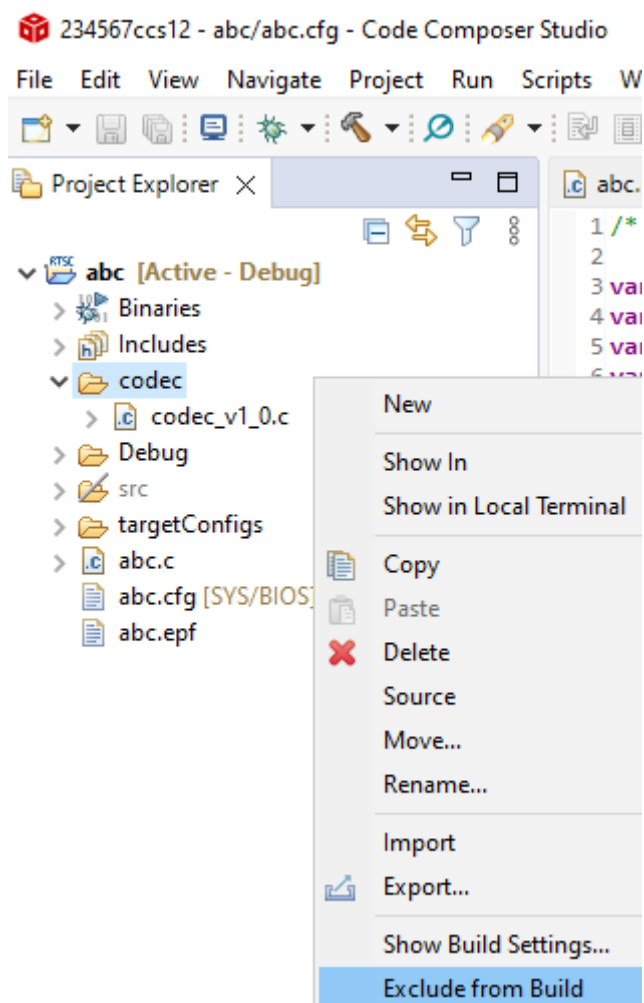 234567ccs12 - abc/abc.cfg - Code Composer Studio
File Edit View Navigate Project Run Scripts W
Project Explorer
.c abc.
1 /*
2
3 var
4 var
5 var
6 var
RTSC abc [Active - Debug]
Binaries
Includes
codec
.c codec_v1_0.c
Debug
src
targetConfigs
.c abc.c
abc.cfg [SYS/BIOS]
abc.epf
New
Show In
Show in Local Terminal
Copy
Paste
Delete
Source
Move...
Rename...
Import
Export...
Show Build Settings...
Exclude from Build